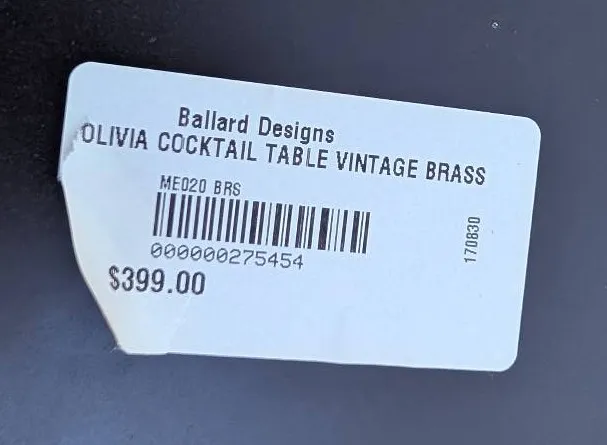 Ballard Designs
OLIVIA COCKTAIL TABLE VINTAGE BRASS
ME020 BRS
000000275454
$399.00
170830